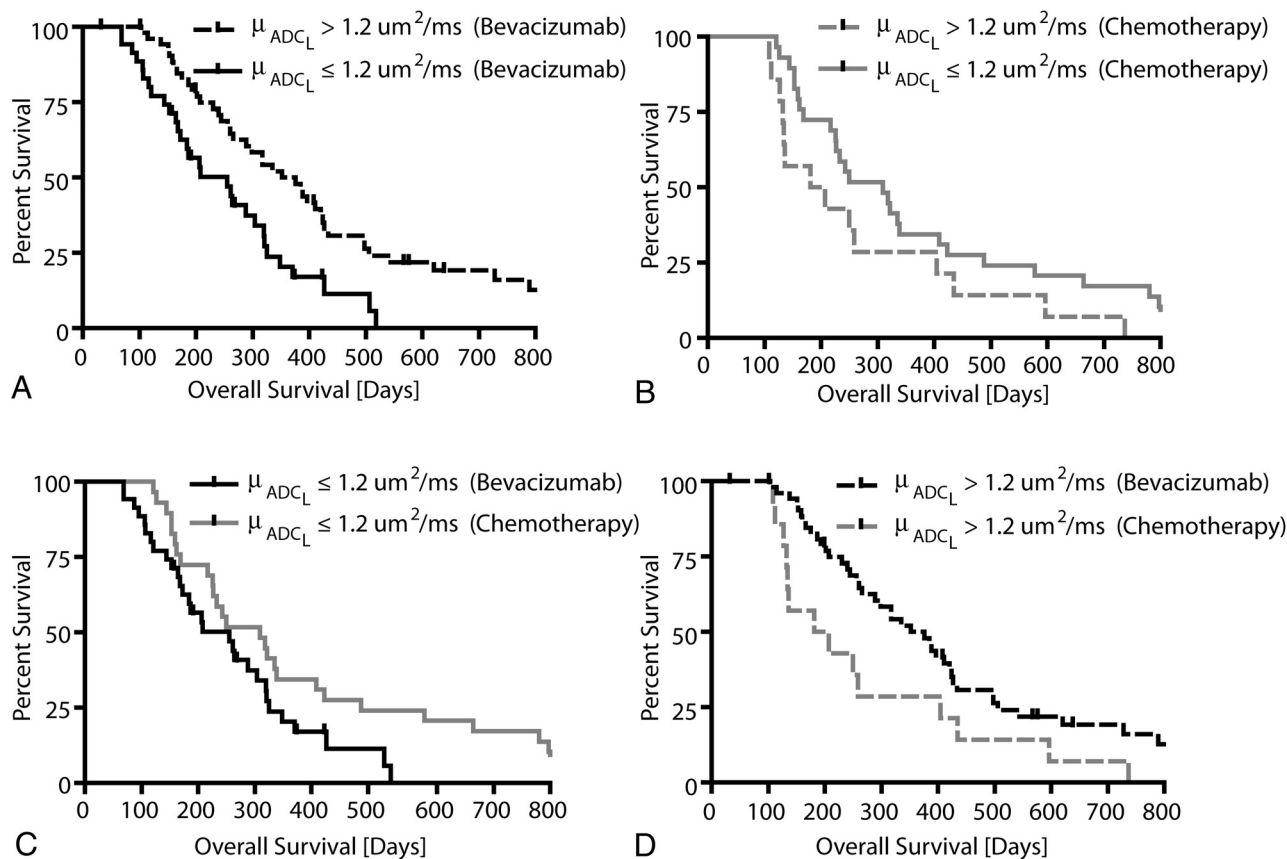 μ ADCL > 1.2 um²/ms (Bevacizumab)
μ ADCL ≤ 1.2 um²/ms (Bevacizumab)
Percent Survival
100
75
50
25
0
0 100 200 300 400 500 600 700 800
Overall Survival [Days]
A
μ ADCL > 1.2 um²/ms (Chemotherapy)
μ ADCL ≤ 1.2 um²/ms (Chemotherapy)
Percent Survival
100
75
50
25
0
0 100 200 300 400 500 600 700 800
Overall Survival [Days]
B
μ ADCL ≤ 1.2 um²/ms (Bevacizumab)
μ ADCL ≤ 1.2 um²/ms (Chemotherapy)
Percent Survival
100
75
50
25
0
0 100 200 300 400 500 600 700 800
Overall Survival [Days]
C
μ ADCL > 1.2 um²/ms (Bevacizumab)
μ ADCL > 1.2 um²/ms (Chemotherapy)
Percent Survival
100
75
50
25
0
0 100 200 300 400 500 600 700 800
Overall Survival [Days]
D